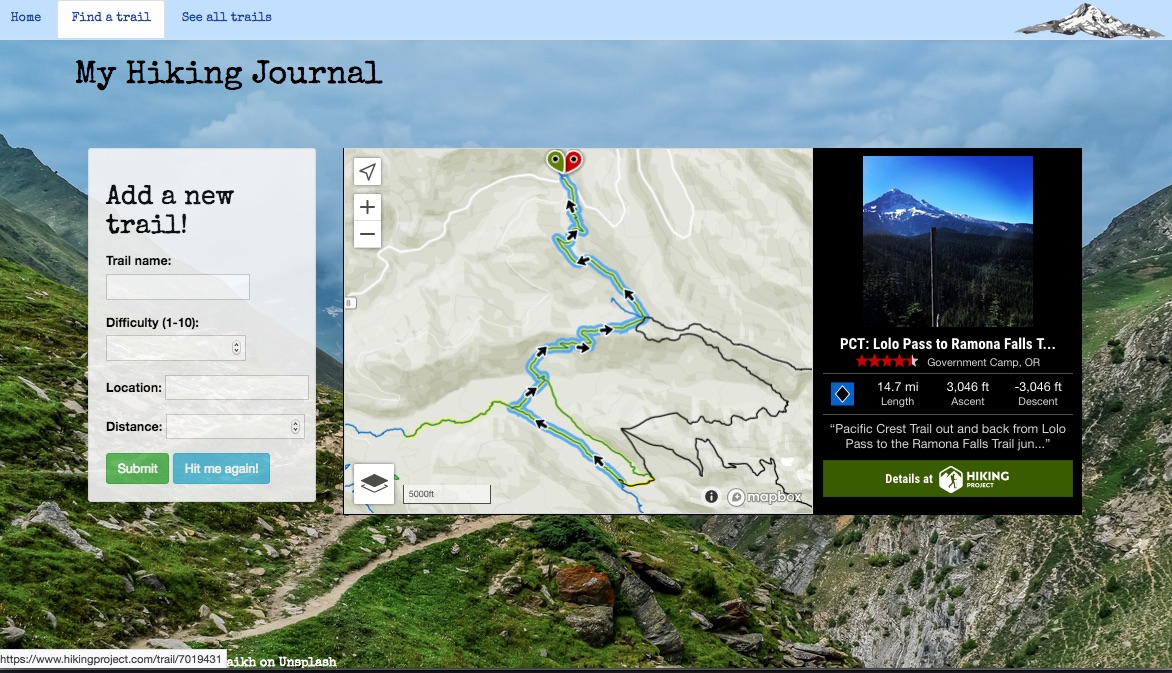 Home Find a trail See all trails
My Hiking Journal
Add a new
trail!
Trail name:
Difficulty (1-10):
Location:
Distance:
Submit Hit me again!
5000ft
mapbox
PCT: Lolo Pass to Ramona Falls T...
Government Camp, OR
14.7 mi 3,046 ft -3,046 ft
Length Ascent Descent
“Pacific Crest Trail out and back from Lolo
Pass to the Ramona Falls Trail jun...”
Details at HIKING
PROJECT
https://www.hikingproject.com/trail/7019431
on Unsplash